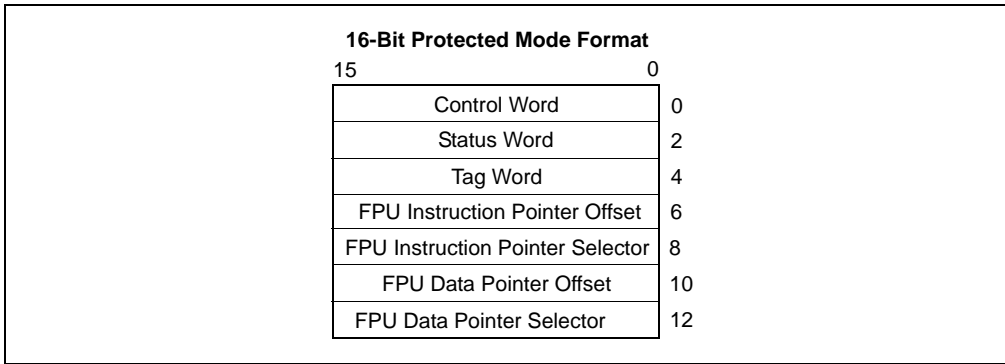 16-Bit Protected Mode Format
15 0
Control Word 0
Status Word 2
Tag Word 4
FPU Instruction Pointer Offset 6
FPU Instruction Pointer Selector 8
FPU Data Pointer Offset 10
FPU Data Pointer Selector 12